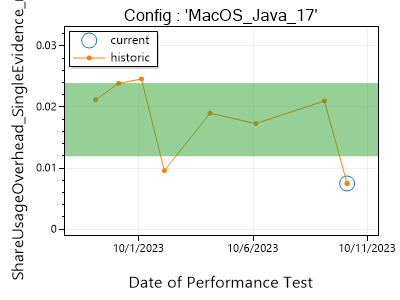 Config : 'MacOS_Java_17'
current
historic
0.03
0.02
0.01
0
10/1/2023
10/6/2023
10/11/2023
Date of Performance Test
ShareUsageOverhead_SingleEvidence_